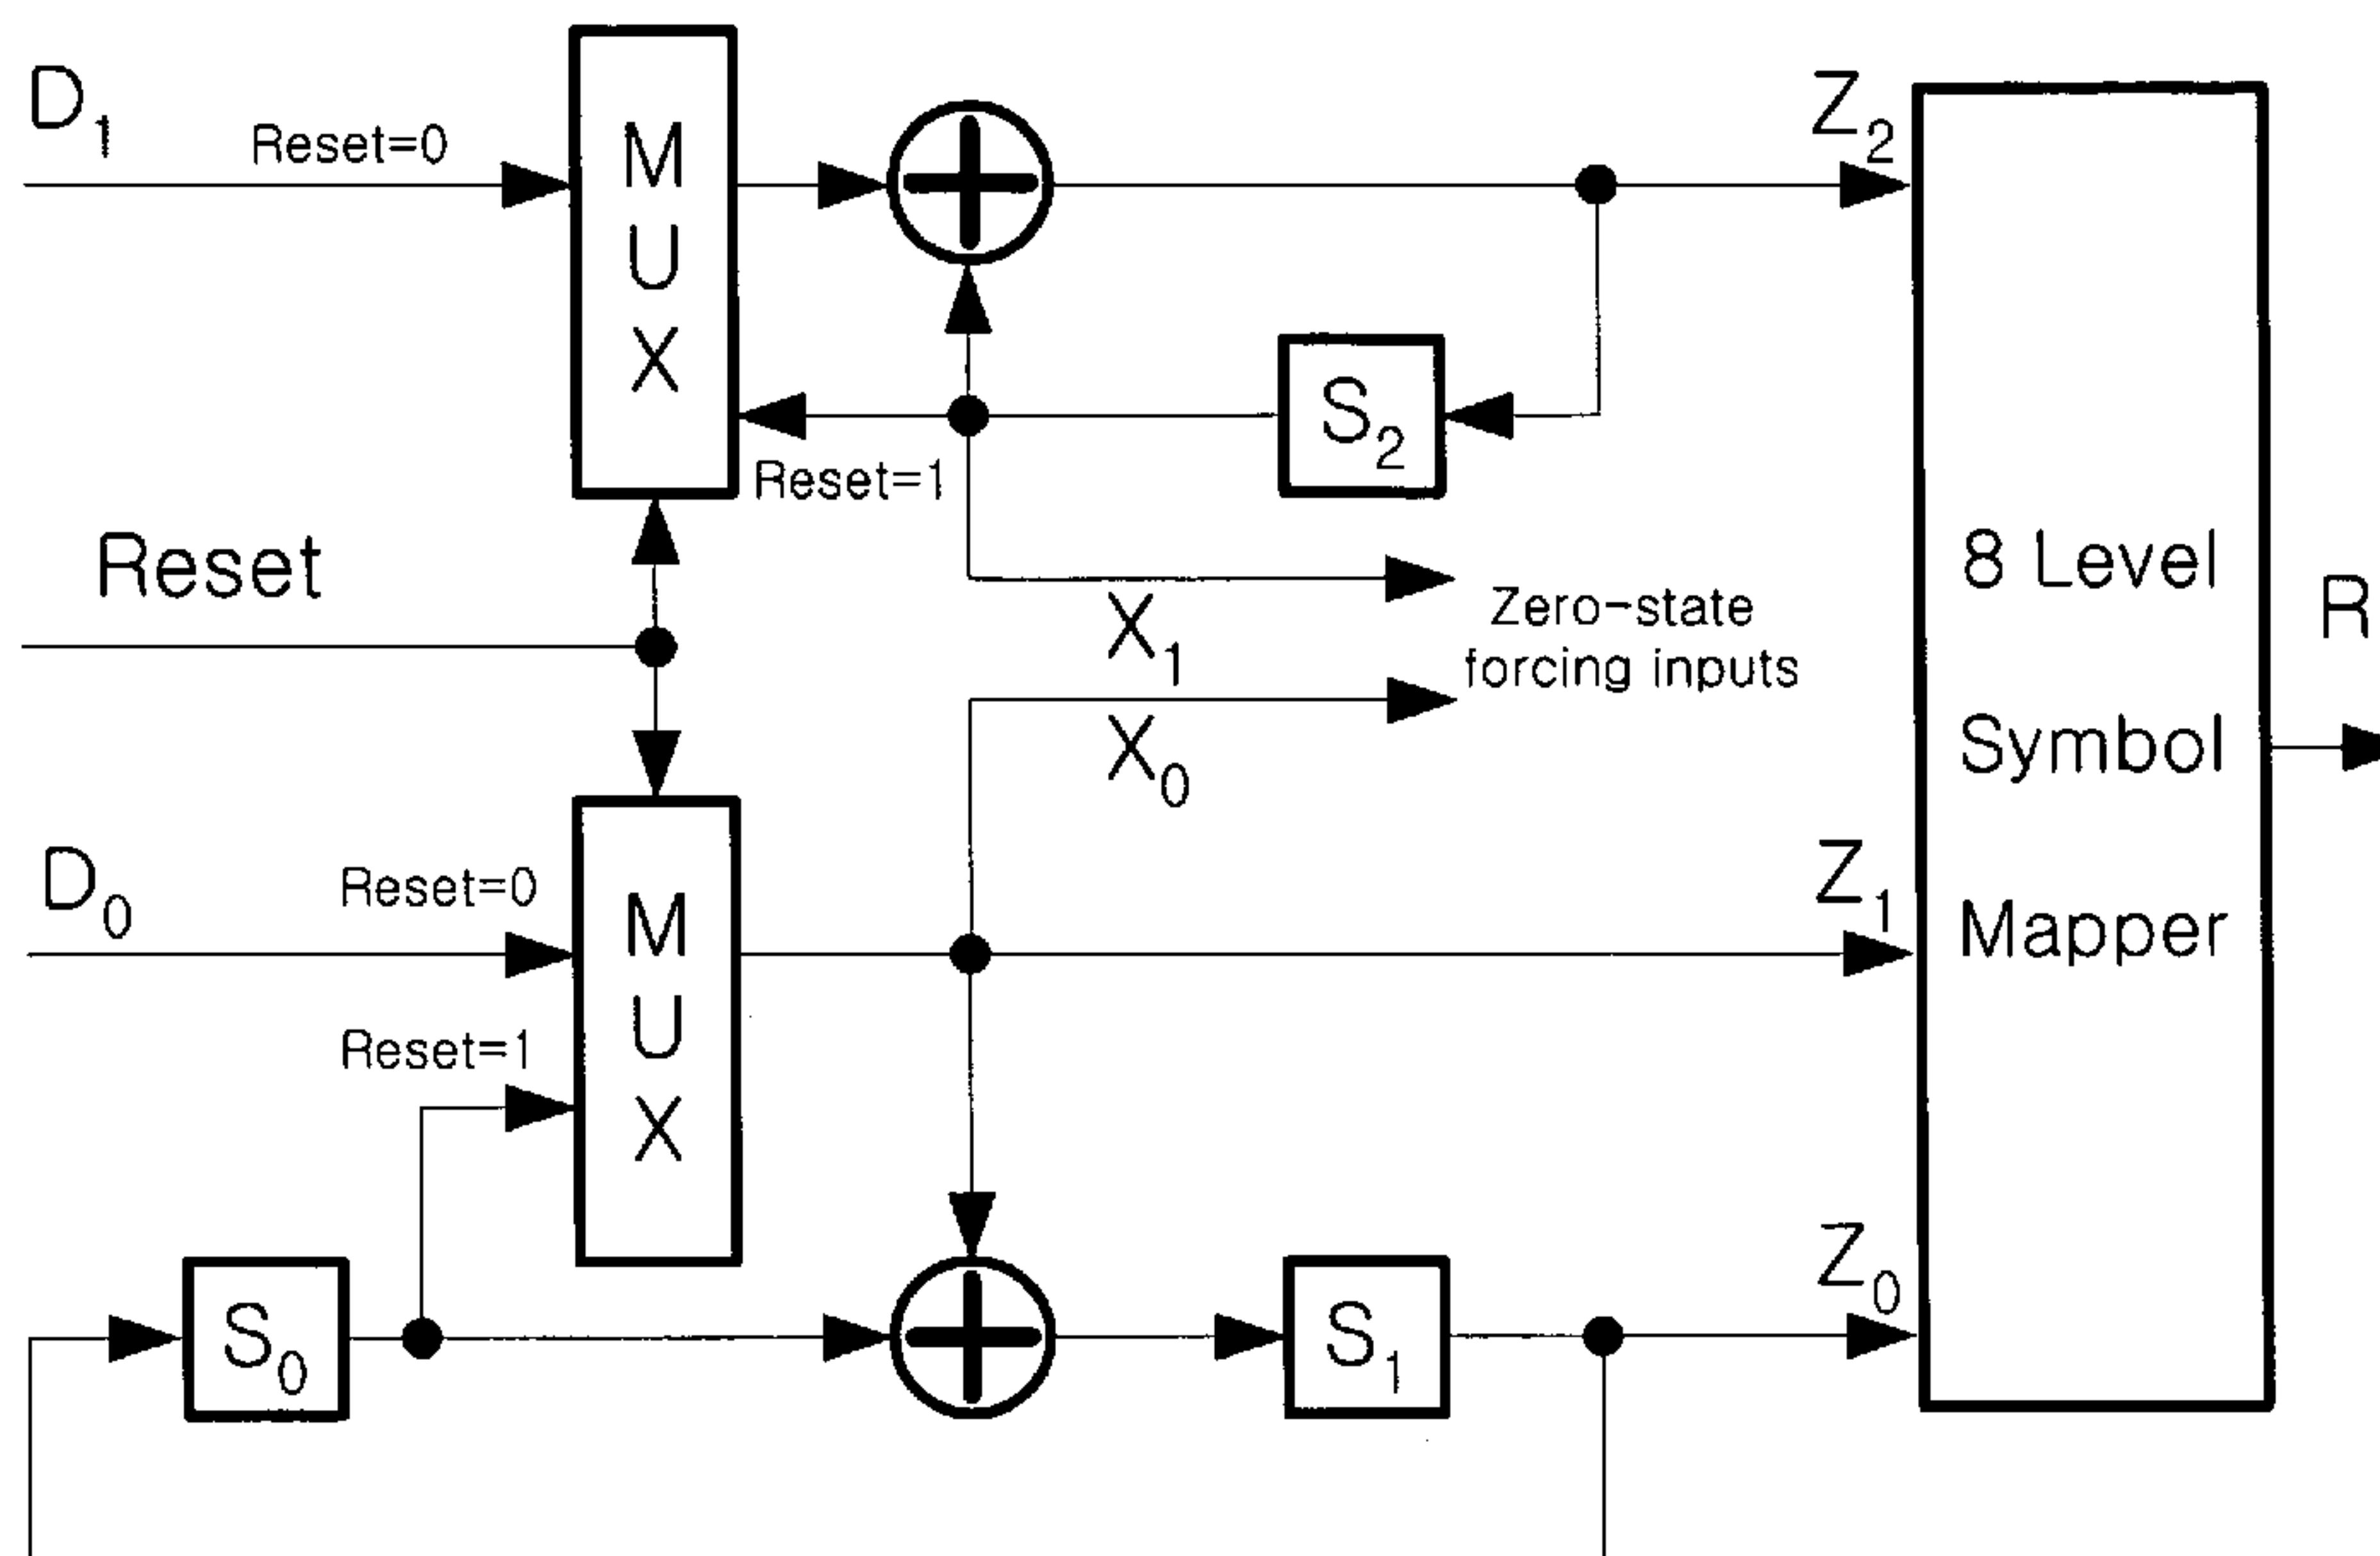 D1
Reset=0
M
U
X
Z2
S2
Reset=1
Reset
X1
Zero-state
forcing inputs
X0
8 Level
Symbol
Mapper
R
D0
Reset=0
M
U
X
Z1
Reset=1
S0
S1
Z0